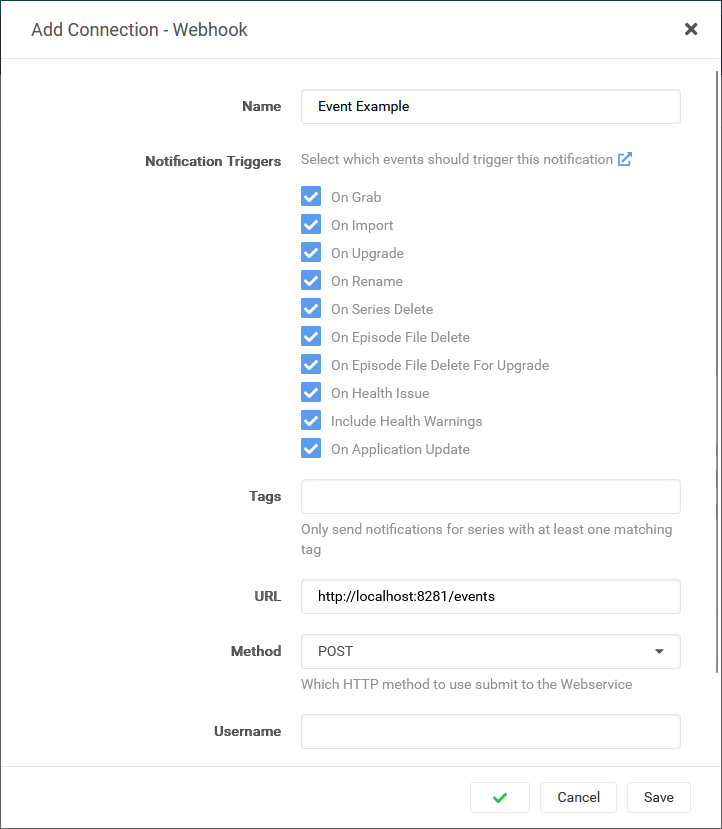 Add Connection - Webhook
Name
Event Example
Notification Triggers
Select which events should trigger this notification
On Grab
On Import
On Upgrade
On Rename
On Series Delete
On Episode File Delete
On Episode File Delete For Upgrade
On Health Issue
Include Health Warnings
On Application Update
Tags
Only send notifications for series with at least one matching
tag
URL
http://localhost:8281/events
Method
POST
Which HTTP method to use submit to the Webservice
Username
Cancel
Save